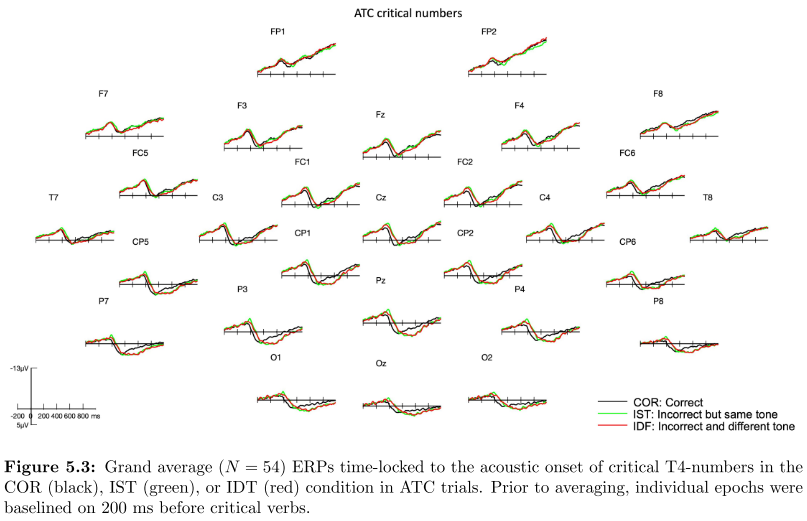 ATC critical numbers
FP1 FP2
F7 F3 Fz F4 F8
FC5 FC1 FC2 FC6
T7 C3 Cz C4 T8
CP5 CP1 CP2 CP6
P7 P3 Pz P4 P8
O1 Oz O2
-13µV
-200 0 200 400 600 800 ms
5µV
COR: Correct
IST: Incorrect but same tone
IDF: Incorrect and different tone
Figure 5.3: Grand average (N = 54) ERPs time-locked to the acoustic onset of critical T4-numbers in the
COR (black), IST (green), or IDT (red) condition in ATC trials. Prior to averaging, individual epochs were
baselined on 200 ms before critical verbs.